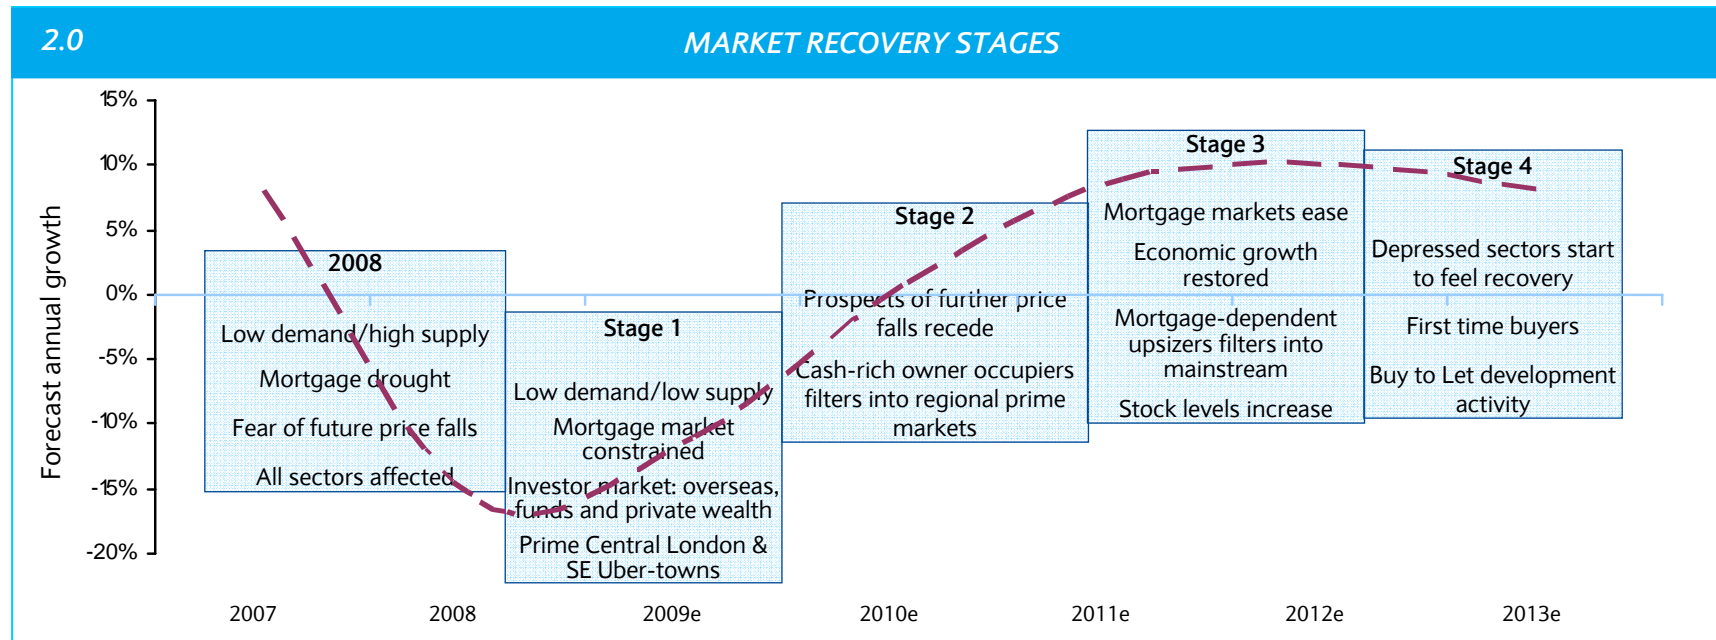 2.0
MARKET RECOVERY STAGES
Forecast annual growth
15%
10%
5%
0%
-5%
-10%
-15%
-20%
2008
Low demand/high supply
Mortgage drought
Fear of future price falls
All sectors affected
Stage 1
Low demand/low supply
Mortgage market
constrained
Investor market: overseas,
funds and private wealth
Prime Central London &
SE Uber-towns
Stage 2
Prospects of further price
falls recede
Cash-rich owner occupiers
filters into regional prime
markets
Stage 3
Mortgage markets ease
Economic growth
restored
Mortgage-dependent
upsizers filters into
mainstream
Stock levels increase
Stage 4
Depressed sectors start
to feel recovery
First time buyers
Buy to Let development
activity
2007
2008
2009e
2010e
2011e
2012e
2013e